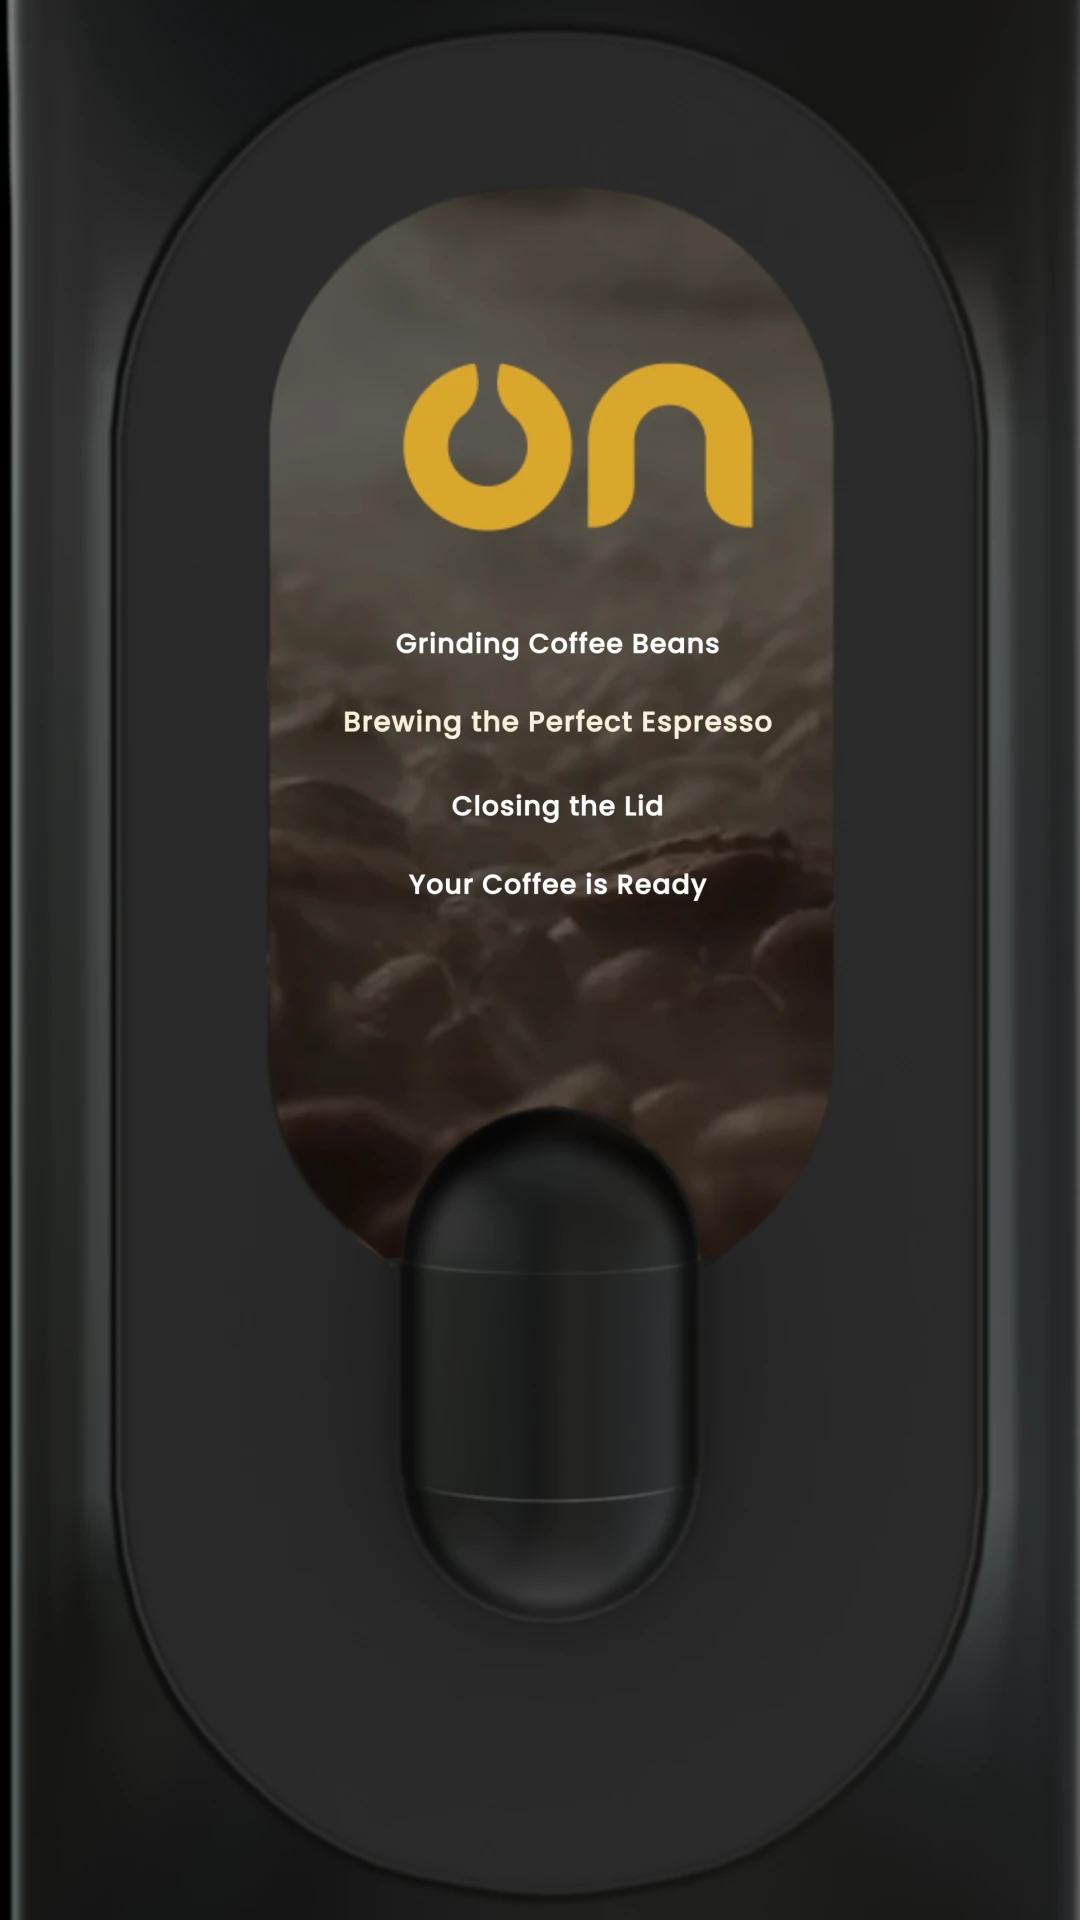 on
Grinding Coffee Beans
Brewing the Perfect Espresso
Closing the Lid
Your Coffee is Ready